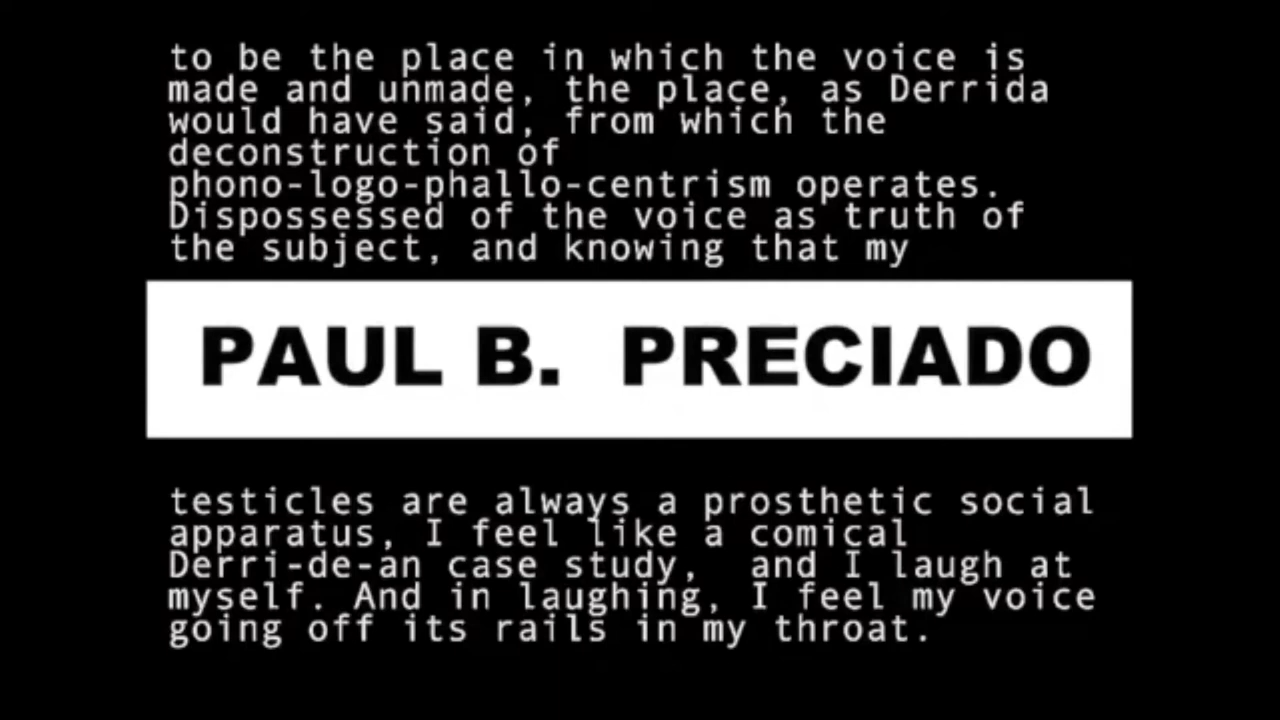 to be the place in which the voice is
made and unmade, the place, as Derrida
would have said, from which the
deconstruction of
phono-logo-phallo-centrism operates.
Dispossessed of the voice as truth of
the subject, and knowing that my
PAUL B. PRECIADO
testicles are always a prosthetic social
apparatus, I feel like a comical
Derri-de-an case study, and I laugh at
myself. And in laughing, I feel my voice
going off its rails in my throat.